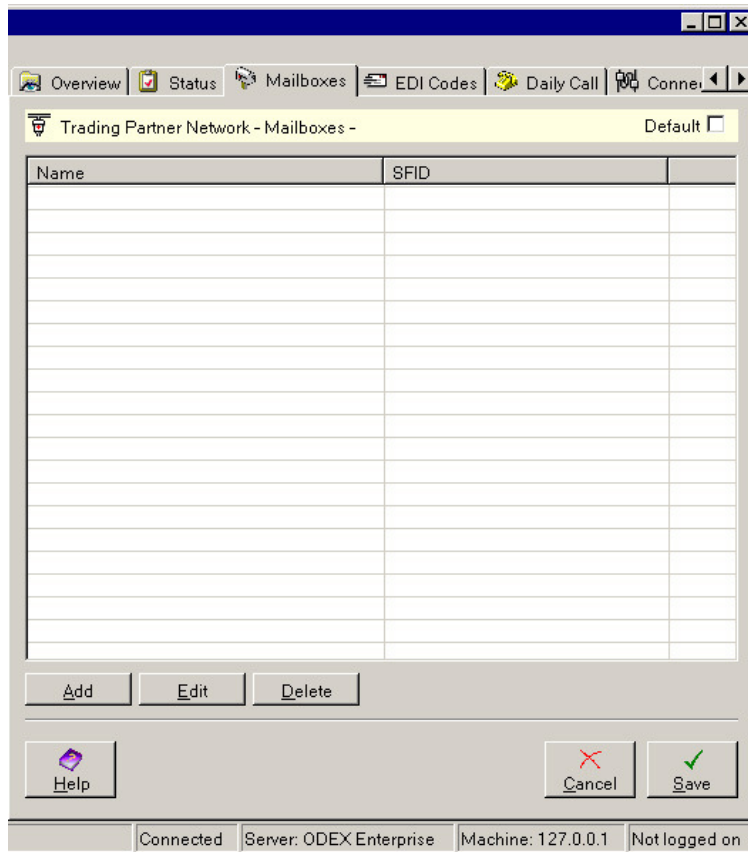 Overview Status Mailboxes EDI Codes Daily Call Connec
Trading Partner Network - Mailboxes - Default
Name SFID
Add Edit Delete
Help Cancel Save
Connected Server: ODEX Enterprise Machine: 127.0.0.1 Not logged on